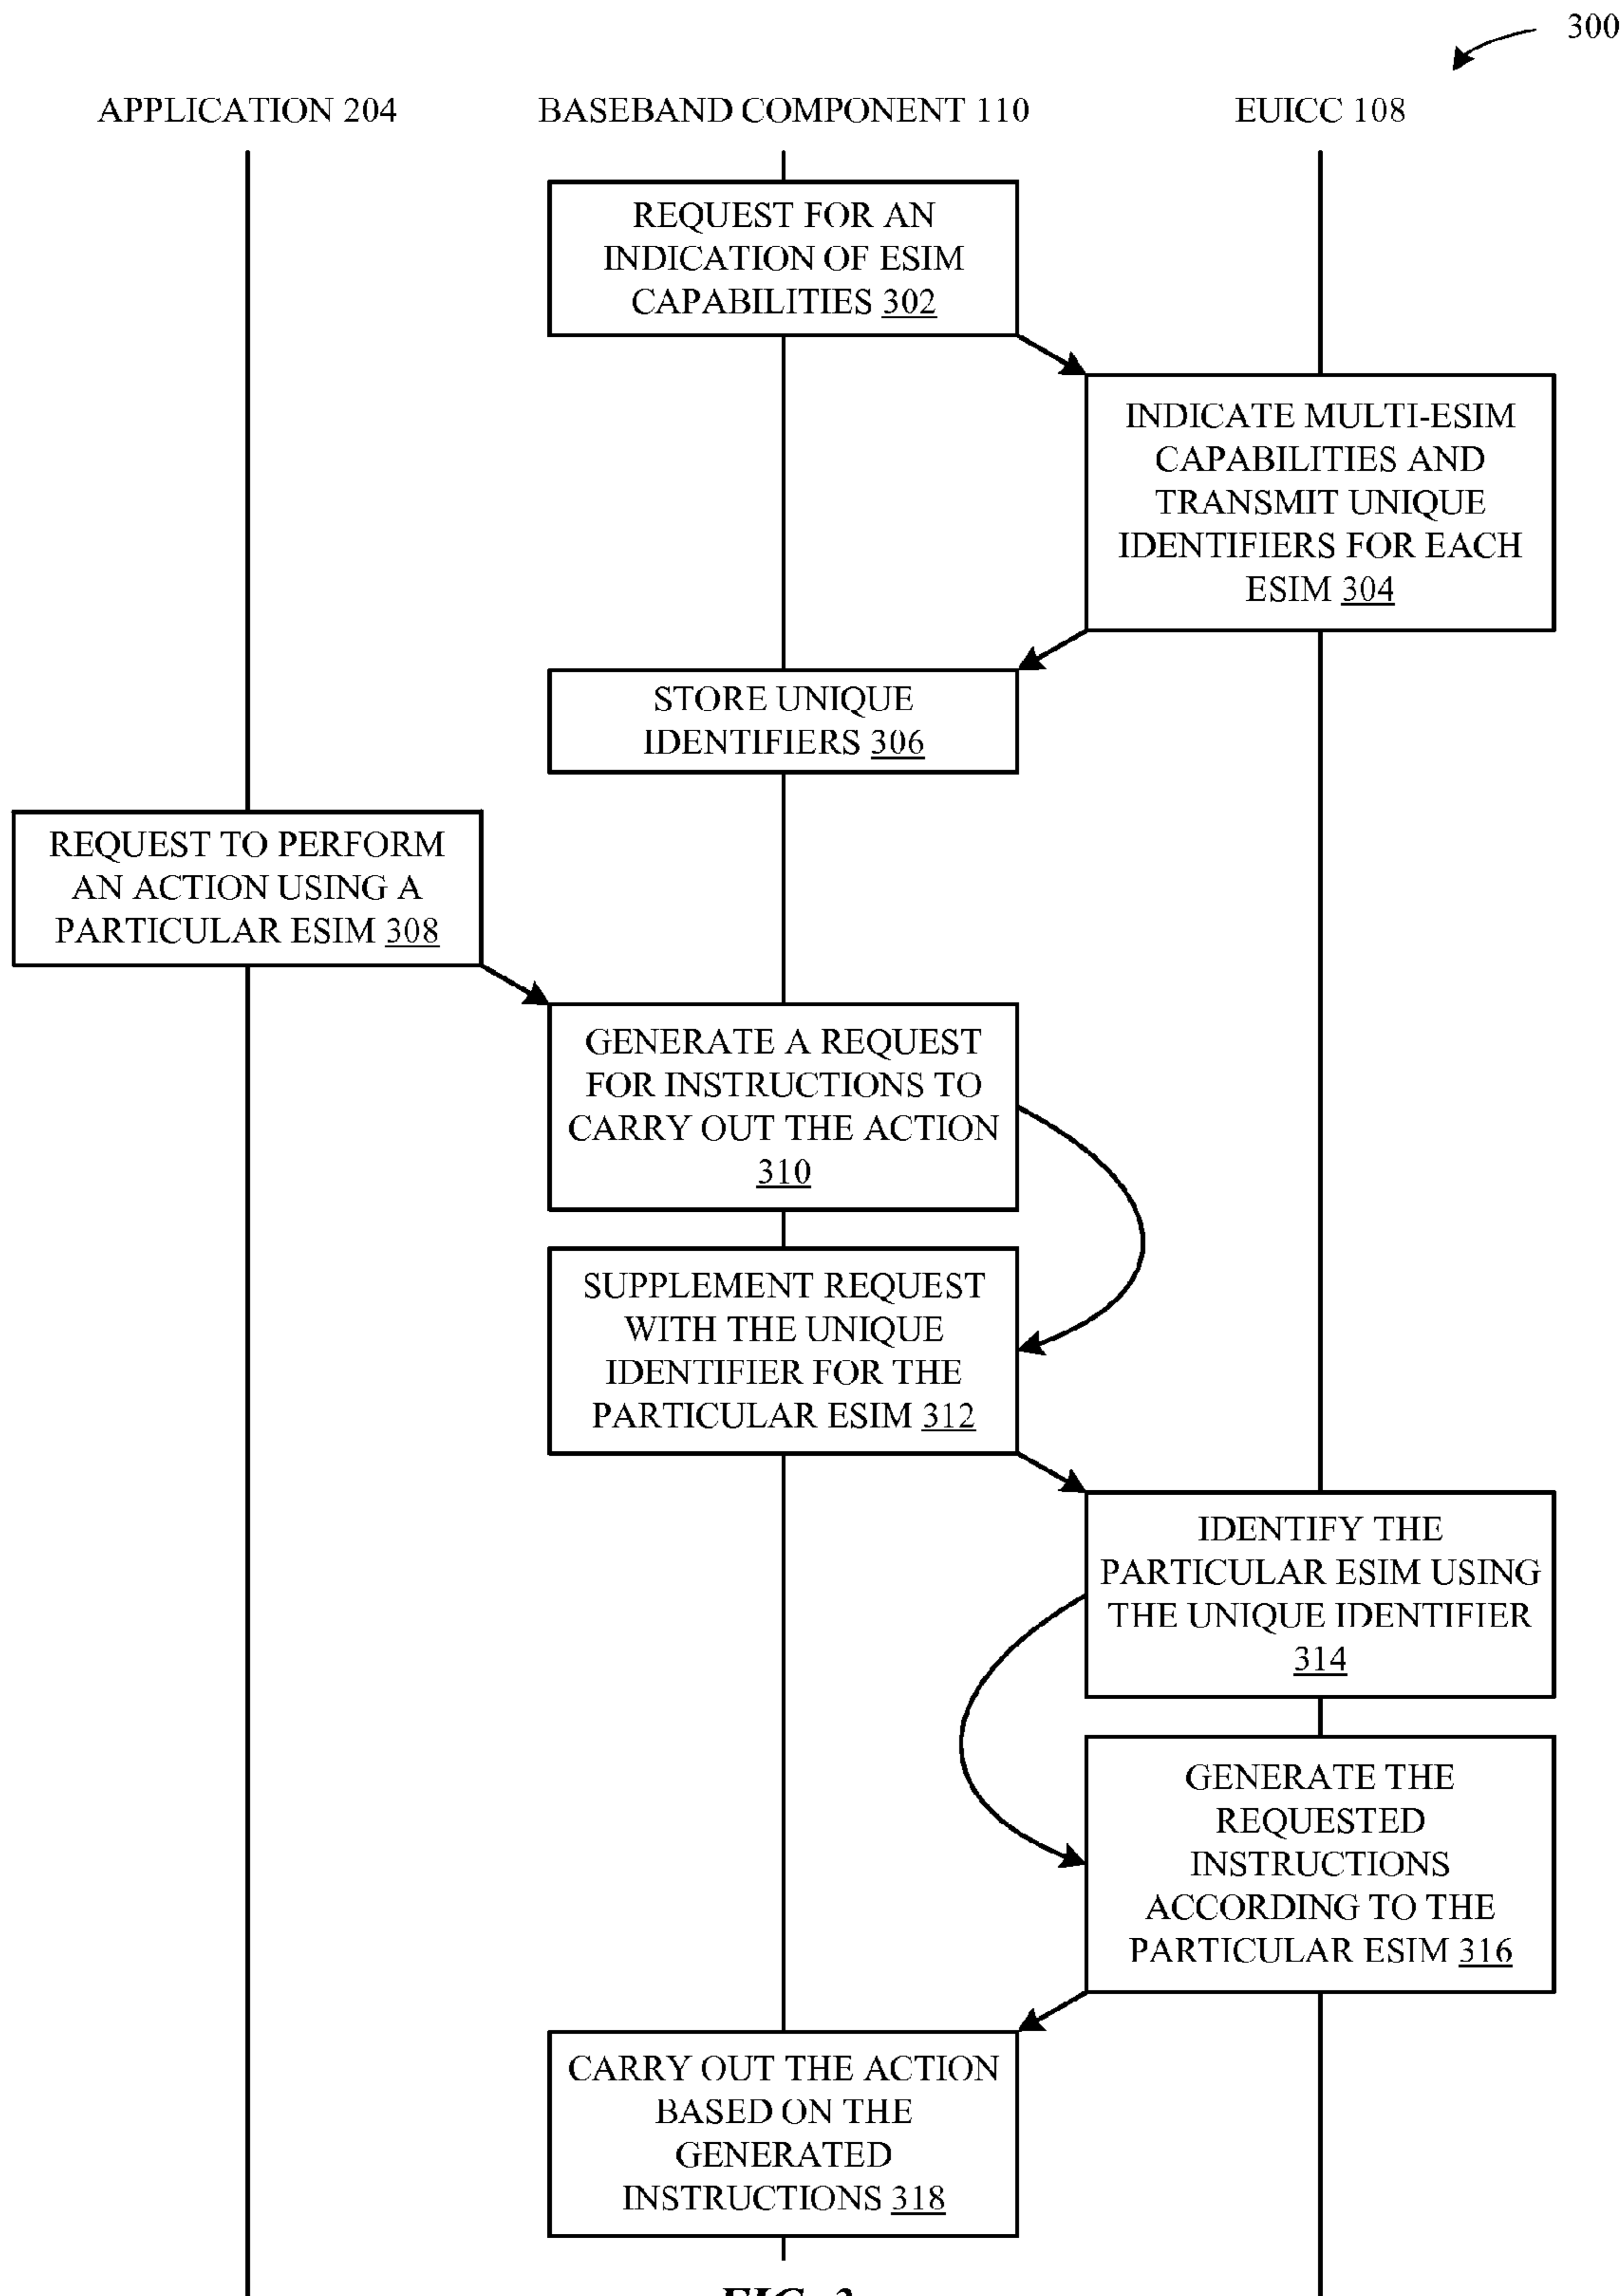 300
APPLICATION 204
BASEBAND COMPONENT 110
EUICC 108
REQUEST FOR AN
INDICATION OF ESIM
CAPABILITIES 302
INDICATE MULTI-ESIM
CAPABILITIES AND
TRANSMIT UNIQUE
IDENTIFIERS FOR EACH
ESIM 304
STORE UNIQUE
IDENTIFIERS 306
REQUEST TO PERFORM
AN ACTION USING A
PARTICULAR ESIM 308
GENERATE A REQUEST
FOR INSTRUCTIONS TO
CARRY OUT THE ACTION
310
SUPPLEMENT REQUEST
WITH THE UNIQUE
IDENTIFIER FOR THE
PARTICULAR ESIM 312
IDENTIFY THE
PARTICULAR ESIM USING
THE UNIQUE IDENTIFIER
314
GENERATE THE
REQUESTED
INSTRUCTIONS
ACCORDING TO THE
PARTICULAR ESIM 316
CARRY OUT THE ACTION
BASED ON THE
GENERATED
INSTRUCTIONS 318